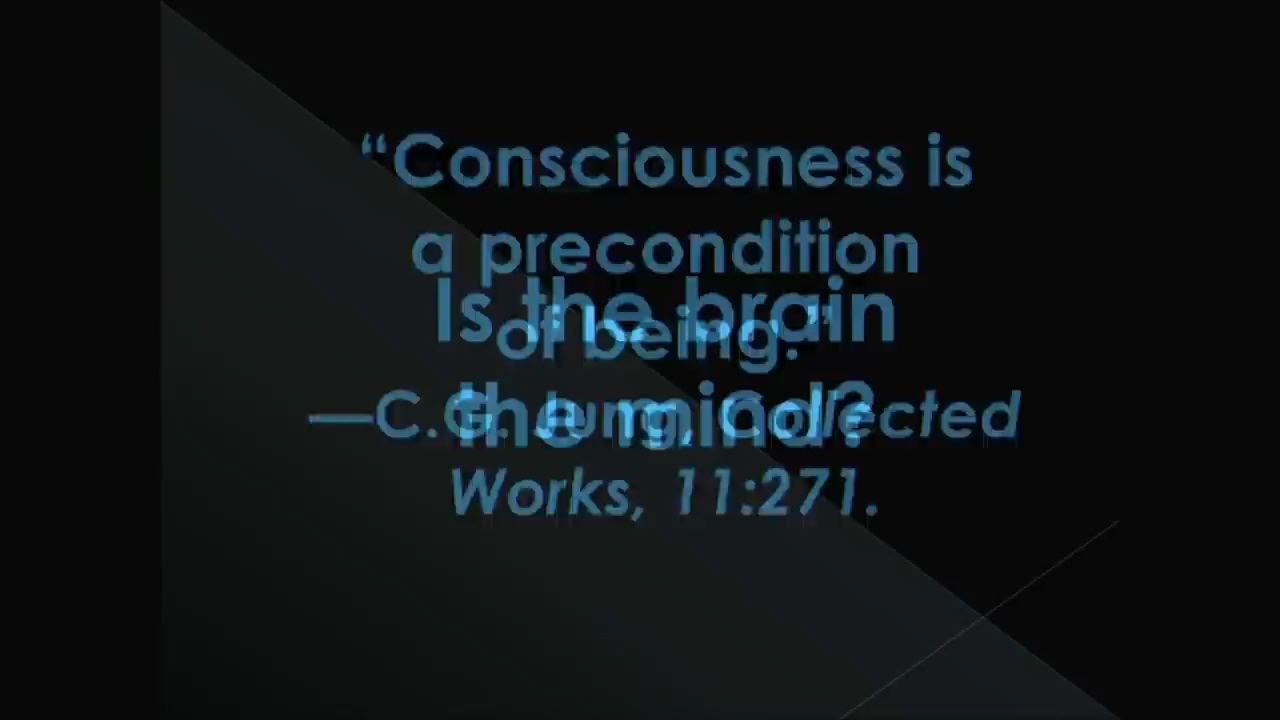 “Consciousness is
a precondition
of being.”
—C.G. Jung, Collected
Works, 11:271.
Is the brain
the mind?